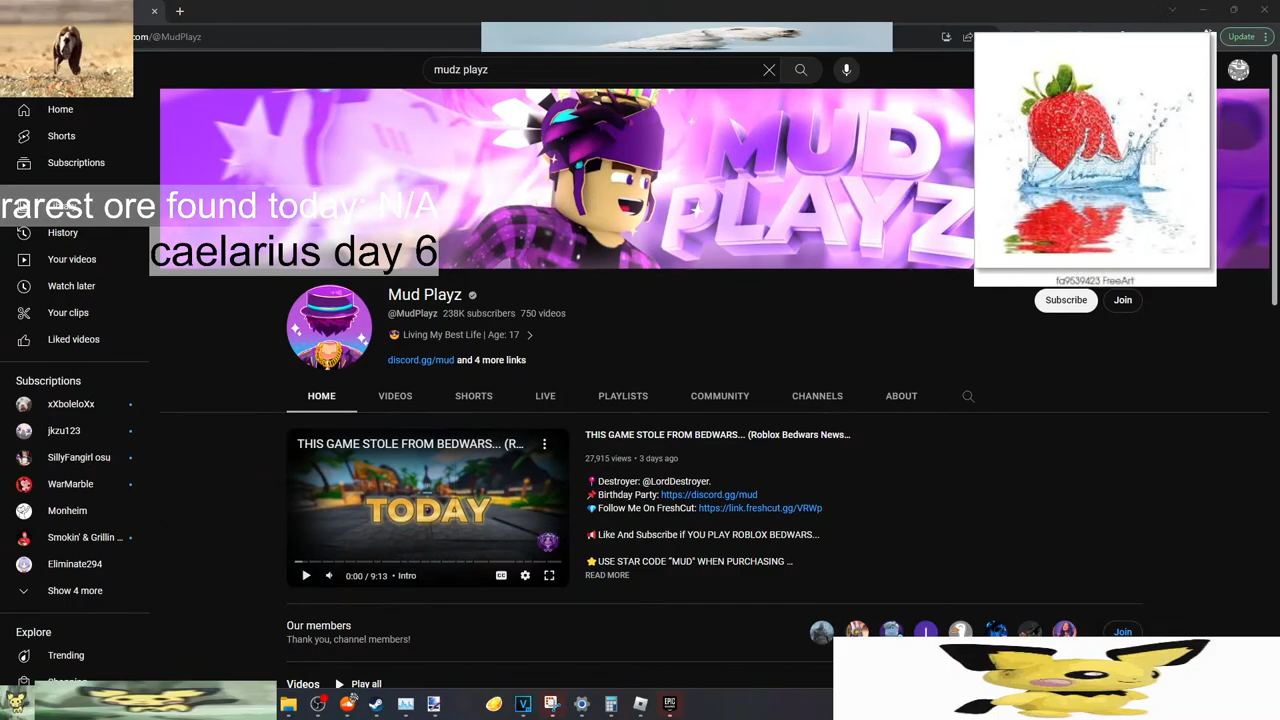 com/@MudPlayz
Update
mudz playz
Home
Shorts
Subscriptions
rarest ore found today: N/A
History
caelarius day 6
Your videos
Watch later
Your clips
Liked videos
Subscriptions
xXboleloXx
jkzu123
SillyFangirl osu
WarMarble
Monheim
Smokin' & Grillin ...
Eliminate294
Show 4 more
Explore
Trending
MUD
PLAYZ
fa9539423 FreeArt
Mud Playz
@MudPlayz 238K subscribers 750 videos
Living My Best Life | Age: 17
discord.gg/mud and 4 more links
Subscribe
Join
HOME VIDEOS SHORTS LIVE PLAYLISTS COMMUNITY CHANNELS ABOUT
THIS GAME STOLE FROM BEDWARS... (R...
TODAY
0:00 / 9:13 • Intro
CC
THIS GAME STOLE FROM BEDWARS... (Roblox Bedwars News...
27,915 views • 3 days ago
Destroyer: @LordDestroyer.
Birthday Party: https://discord.gg/mud
Follow Me On FreshCut: https://link.freshcut.gg/VRWp
Like And Subscribe if YOU PLAY ROBLOX BEDWARS...
USE STAR CODE "MUD" WHEN PURCHASING ...
READ MORE
Our members
Thank you, channel members!
Join
Videos
Play all
EPIC